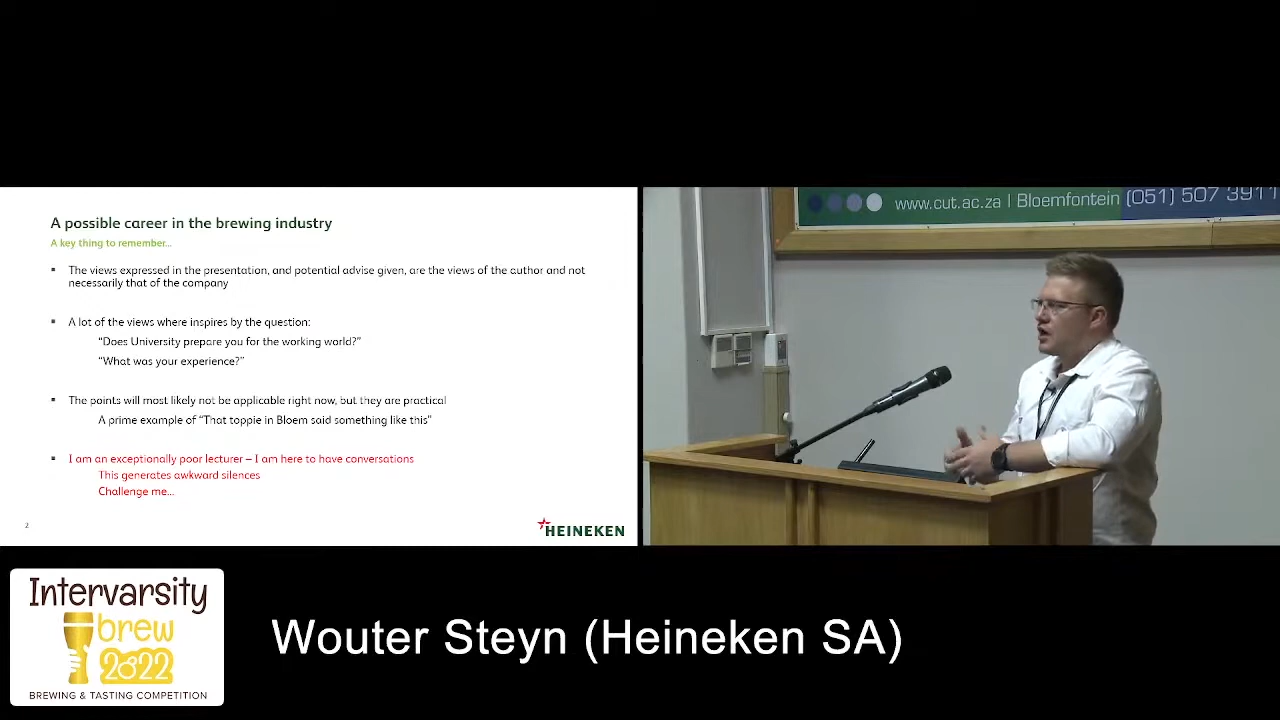 A possible career in the brewing industry
A key thing to remember...
▪ The views expressed in the presentation, and potential advise given, are the views of the author and not
necessarily that of the company
▪ A lot of the views where inspires by the question:
“Does University prepare you for the working world?”
“What was your experience?”
▪ The points will most likely not be applicable right now, but they are practical
A prime example of “That toppie in Bloem said something like this”
▪ I am an exceptionally poor lecturer – I am here to have conversations
This generates awkward silences
Challenge me...
2
HEINEKEN
www.cut.ac.za | Bloemfontein (051) 507 3911
Intervarsity
brew
2022
BREWING & TASTING COMPETITION
Wouter Steyn (Heineken SA)